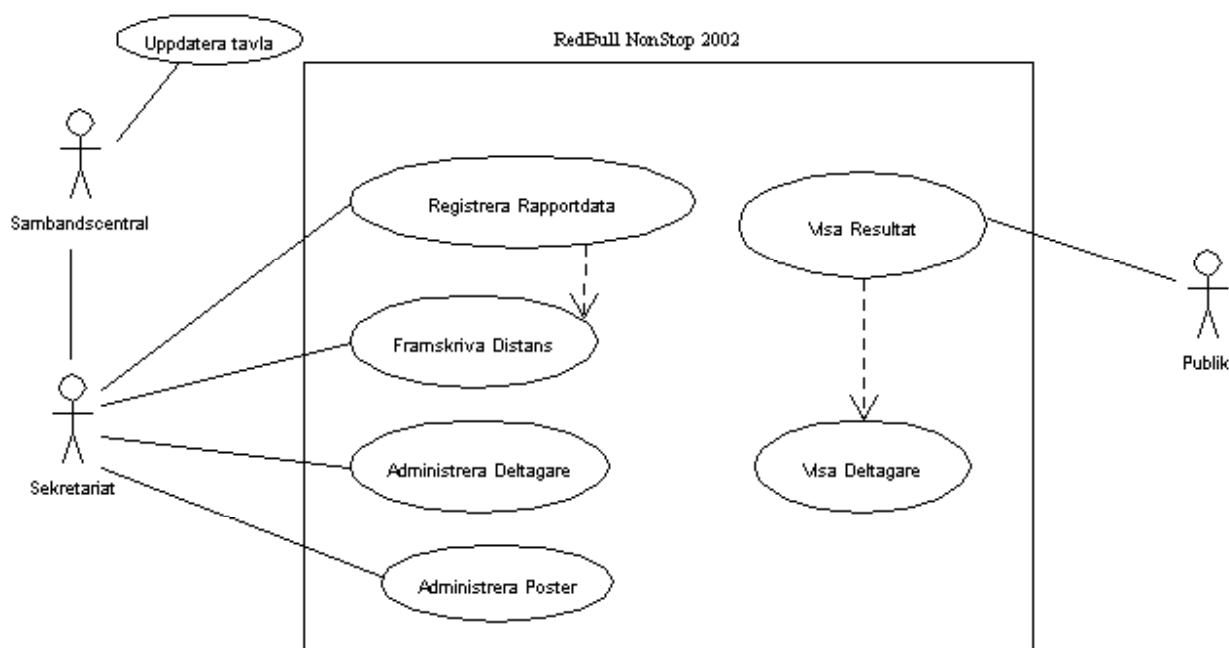 Uppdatera tavla
RedBull NonStop 2002
Sambandscentral
Registrera Rapportdata
Visa Resultat
Publik
Framskriva Distans
Sekretariat
Administrera Deltagare
Visa Deltagare
Administrera Poster